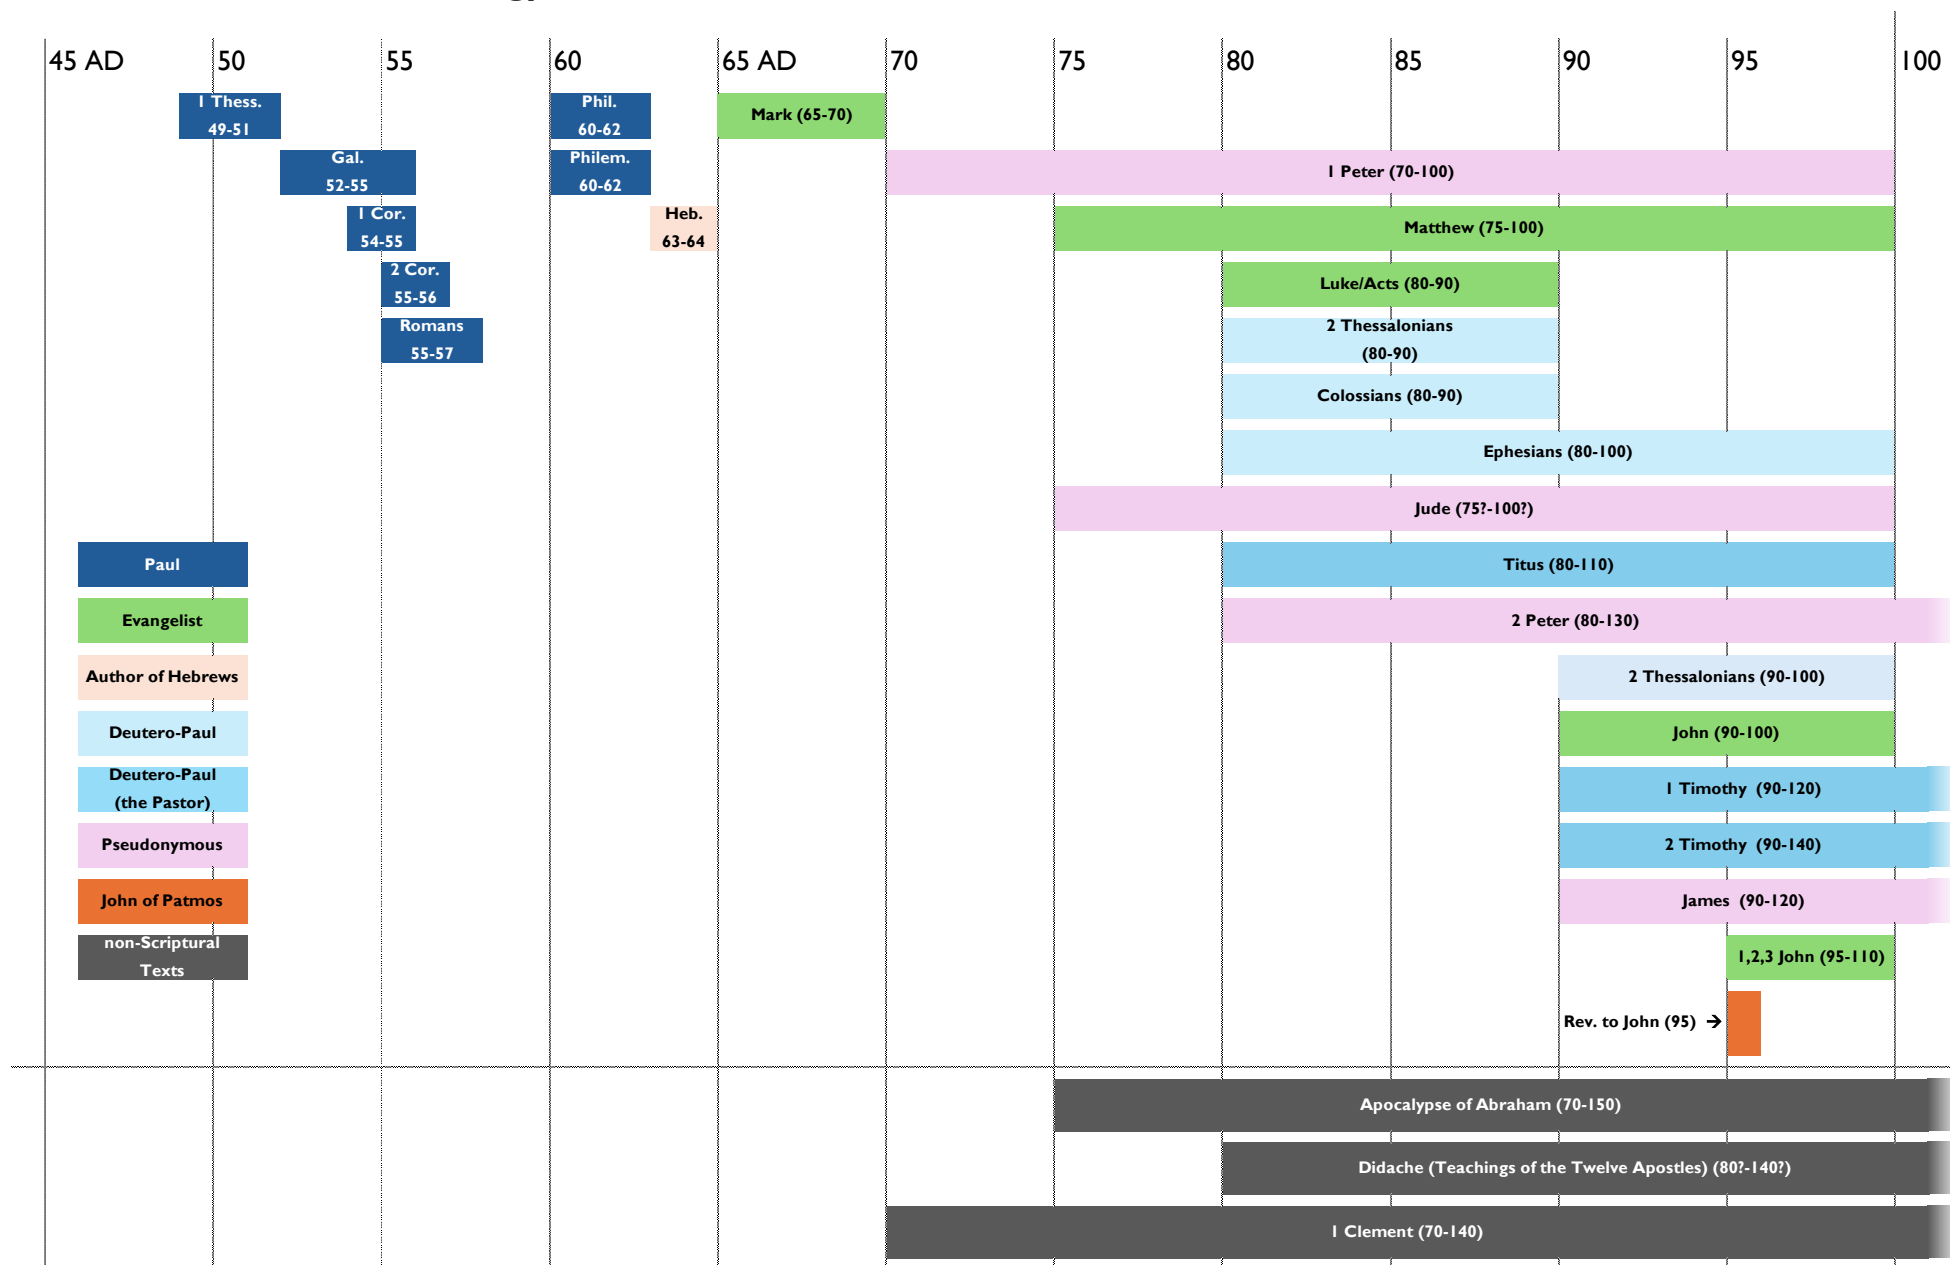 45 AD
50
55
60
65 AD
70
75
80
85
90
95
100
1 Thess.
49-51
Phil.
60-62
Mark (65-70)
Gal.
52-55
Philem.
60-62
1 Peter (70-100)
1 Cor.
54-55
Heb.
63-64
Matthew (75-100)
2 Cor.
55-56
Luke/Acts (80-90)
Romans
55-57
2 Thessalonians
(80-90)
Colossians (80-90)
Ephesians (80-100)
Jude (75?-100?)
Paul
Titus (80-110)
Evangelist
2 Peter (80-130)
Author of Hebrews
2 Thessalonians (90-100)
Deutero-Paul
John (90-100)
Deutero-Paul
(the Pastor)
1 Timothy (90-120)
Pseudonymous
2 Timothy (90-140)
John of Patmos
James (90-120)
non-Scriptural
Texts
1,2,3 John (95-110)
Rev. to John (95) →
Apocalypse of Abraham (70-150)
Didache (Teachings of the Twelve Apostles) (80?-140?)
1 Clement (70-140)